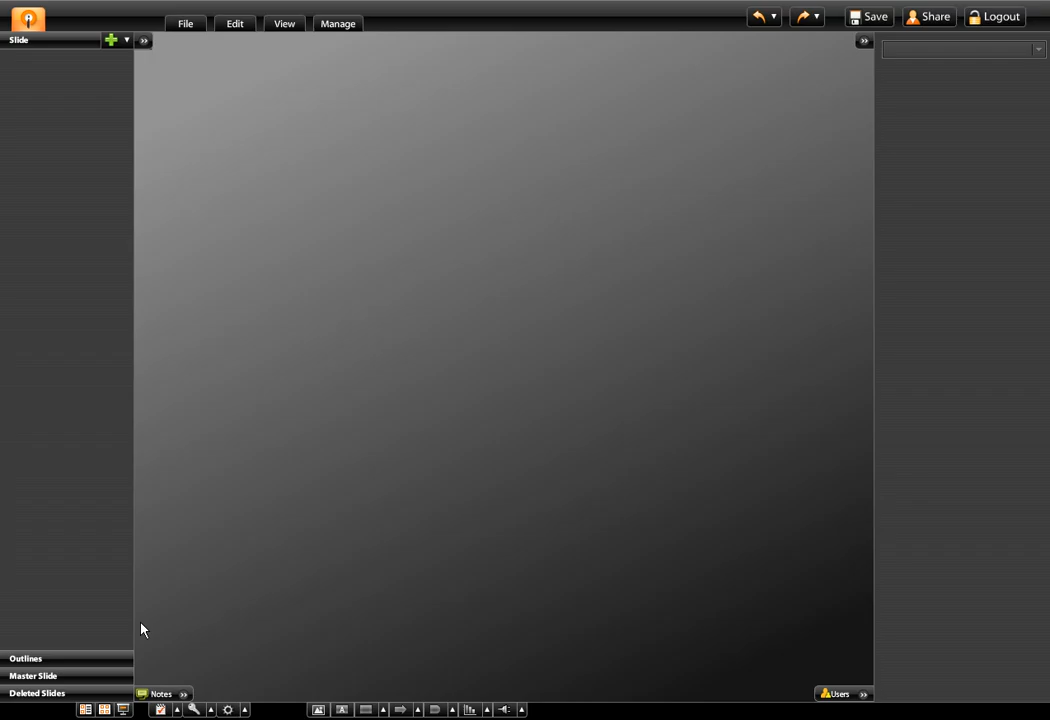 File Edit View Manage Save Share Logout
Slide
Outlines
Master Slide
Deleted Slides
Notes
Users